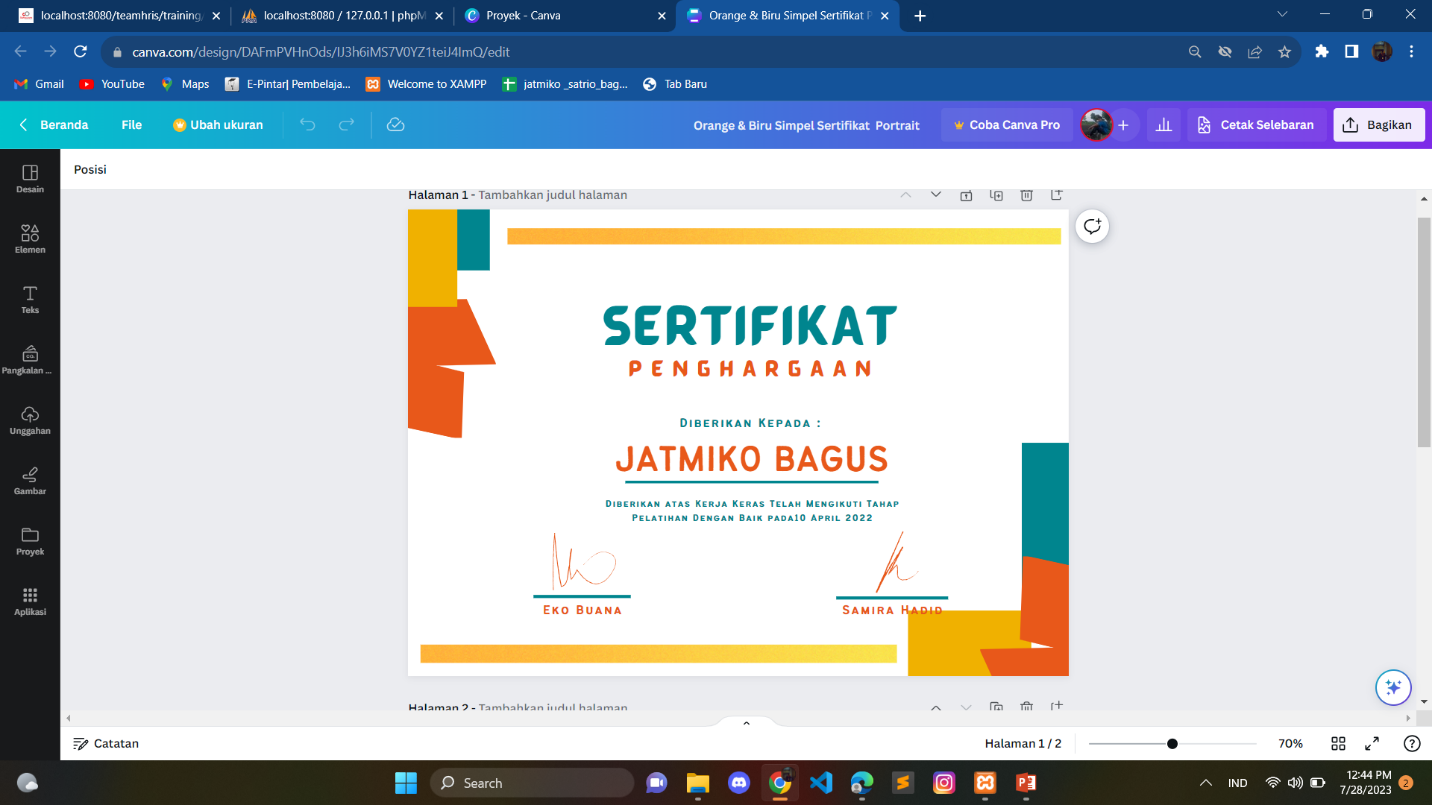 localhost:8080/teamhris/training/
localhost:8080 / 127.0.0.1 | phpM
Proyek - Canva
Orange & Biru Simpel Sertifikat P
canva.com/design/DAFmPVHnOds/IJ3h6iMS7V0YZ1teiJ4ImQ/edit
Gmail
YouTube
Maps
E-Pintar| Pembelaja...
Welcome to XAMPP
jatmiko _satrio_bag...
Tab Baru
Beranda
File
Ubah ukuran
Orange & Biru Simpel Sertifikat Portrait
Coba Canva Pro
Cetak Selebaran
Bagikan
Posisi
Desain
Elemen
Teks
Pangkalan ...
Unggahan
Gambar
Proyek
Aplikasi
Halaman 1 - Tambahkan judul halaman
SERTIFIKAT
PENGHARGAAN
Diberikan Kepada :
JATMIKO BAGUS
Diberikan atas Kerja Keras Telah Mengikuti Tahap
Pelatihan Dengan Baik pada10 April 2022
Eko Buana
Samira Hadid
Halaman 2 - Tambahkan judul halaman
Catatan
Halaman 1 / 2
70%
Search
IND
12:44 PM
7/28/2023
2